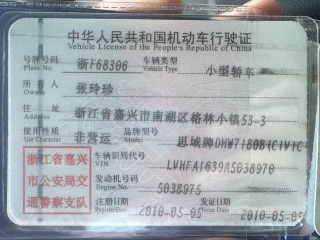 中华人民共和国机动车行驶证
Vehicle License of the People's Republic of China
号牌号码 浙F68306 车辆类型 小型轿车
Plate No. Vehicle Type
所有人 张玲珍
Owner
住址 浙江省嘉兴市南湖区格林小镇53-3
Address
使用性质 非营运 品牌型号 思域牌DHW7180B(CIVIC
Use Character Model
浙江省嘉兴
市公安局交
通警察支队
车辆识别代号 LVHFA1639A5038970
VIN
发动机号码 5038975
Engine No.
注册日期 2010-05-05 发证日期 2010-05-05
Register Date Issue Date